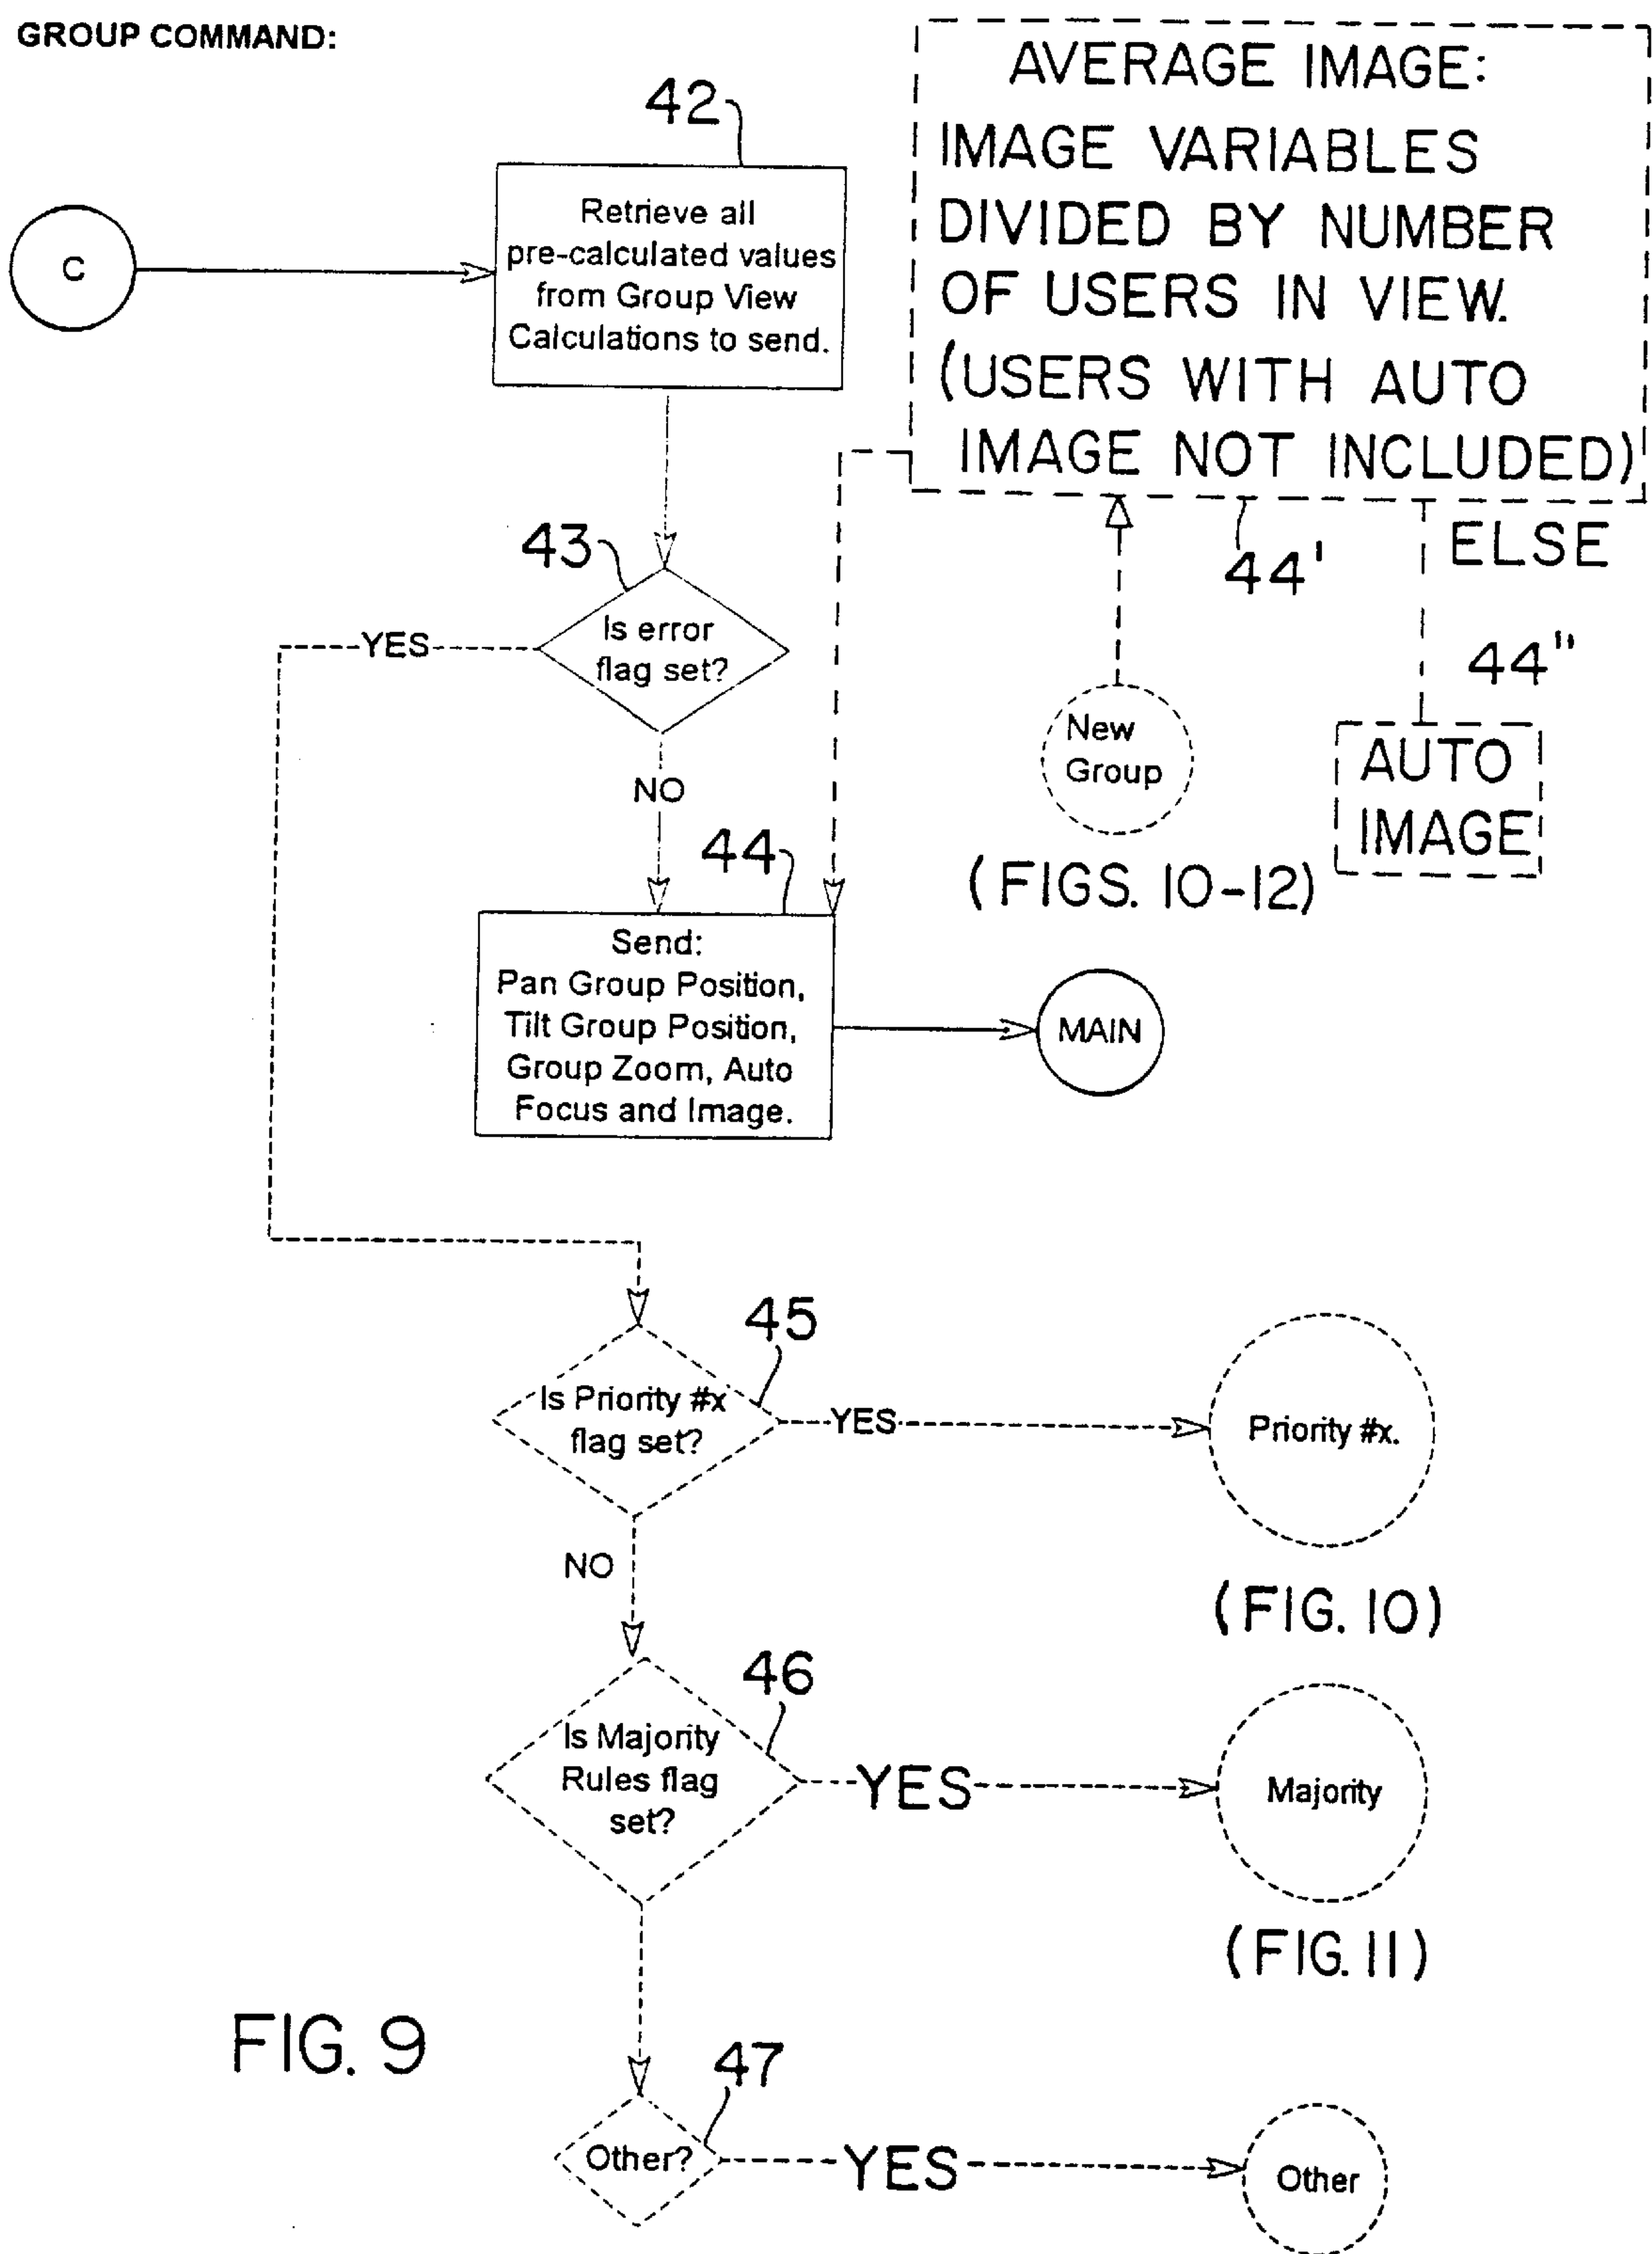 GROUP COMMAND:
42
C
Retrieve all
pre-calculated values
from Group View
Calculations to send.
AVERAGE IMAGE:
IMAGE VARIABLES
DIVIDED BY NUMBER
OF USERS IN VIEW.
(USERS WITH AUTO
IMAGE NOT INCLUDED)
44'
ELSE
44"
AUTO
IMAGE
New
Group
(FIGS. 10-12)
43
Is error
flag set?
YES
NO
44
Send:
Pan Group Position,
Tilt Group Position,
Group Zoom, Auto
Focus and Image.
MAIN
45
Is Priority #x
flag set?
YES
Priority #x.
(FIG. 10)
NO
46
Is Majority
Rules flag
set?
YES
Majority
(FIG. 11)
FIG. 9
47
Other?
YES
Other